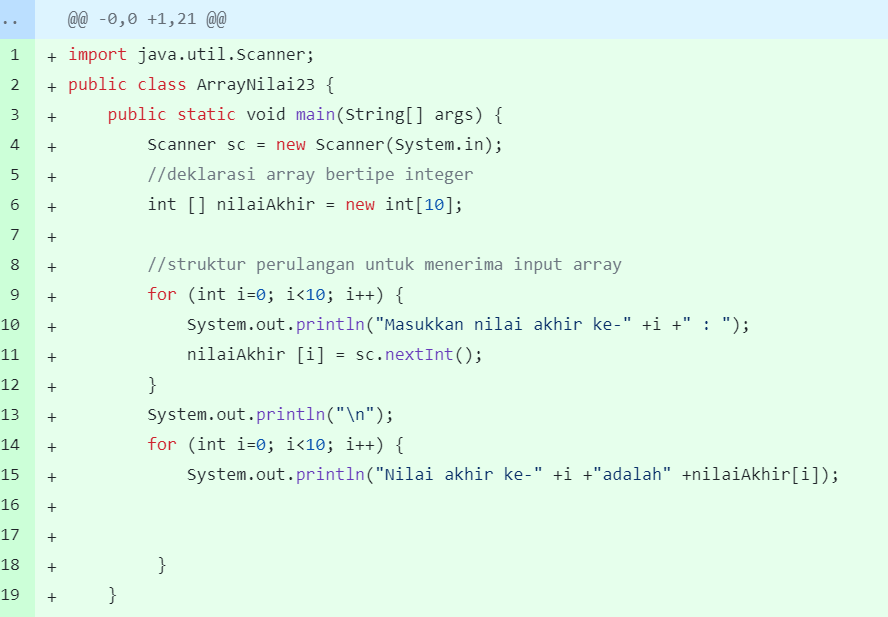 .. @@ -0,0 +1,21 @@
1 + import java.util.Scanner;
2 + public class ArrayNilai23 {
3 +     public static void main(String[] args) {
4 +         Scanner sc = new Scanner(System.in);
5 +         //deklarasi array bertipe integer
6 +         int [] nilaiAkhir = new int[10];
7 +
8 +         //struktur perulangan untuk menerima input array
9 +         for (int i=0; i<10; i++) {
10 +             System.out.println("Masukkan nilai akhir ke-" +i +" : ");
11 +             nilaiAkhir [i] = sc.nextInt();
12 +         }
13 +         System.out.println("\n");
14 +         for (int i=0; i<10; i++) {
15 +             System.out.println("Nilai akhir ke-" +i +"adalah" +nilaiAkhir[i]);
16 +
17 +
18 +          }
19 +     }